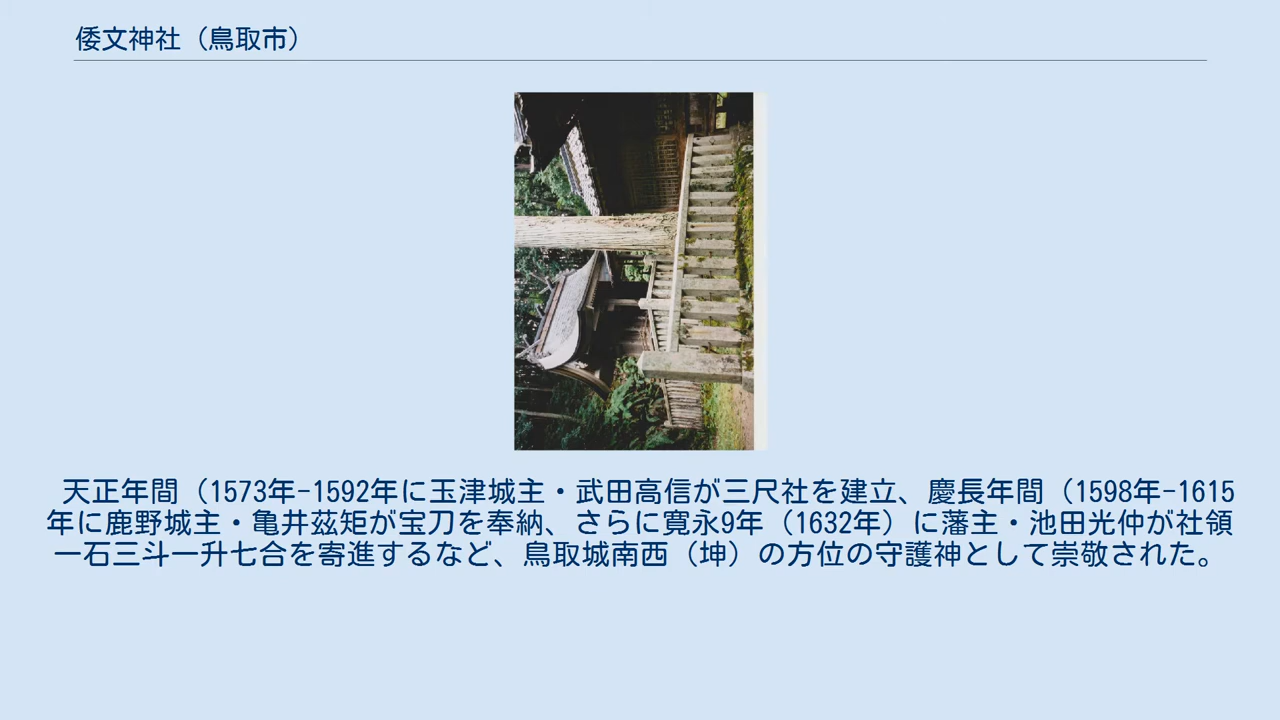 倭文神社（鳥取市）
天正年間（1573年-1592年に玉津城主・武田高信が三尺社を建立、慶長年間（1598年-1615
年に鹿野城主・亀井茲矩が宝刀を奉納、さらに寛永9年（1632年）に藩主・池田光仲が社領
一石三斗一升七合を寄進するなど、鳥取城南西（坤）の方位の守護神として崇敬された。